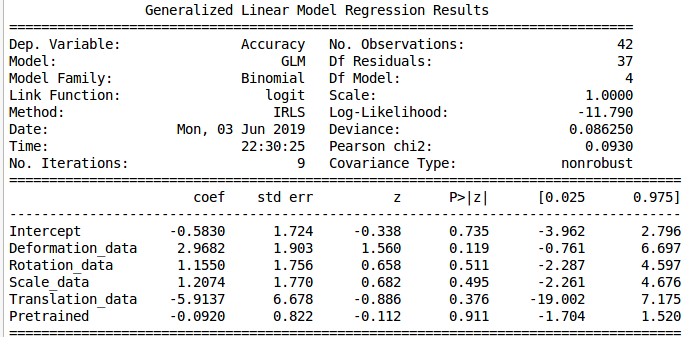 Generalized Linear Model Regression Results
==============================================================================
Dep. Variable: Accuracy No. Observations: 42
Model: GLM Df Residuals: 37
Model Family: Binomial Df Model: 4
Link Function: logit Scale: 1.0000
Method: IRLS Log-Likelihood: -11.790
Date: Mon, 03 Jun 2019 Deviance: 0.086250
Time: 22:30:25 Pearson chi2: 0.0930
No. Iterations: 9 Covariance Type: nonrobust
====================================================================================
coef std err z P>|z| [0.025 0.975]
------------------------------------------------------------------------------------
Intercept -0.5830 1.724 -0.338 0.735 -3.962 2.796
Deformation_data 2.9682 1.903 1.560 0.119 -0.761 6.697
Rotation_data 1.1550 1.756 0.658 0.511 -2.287 4.597
Scale_data 1.2074 1.770 0.682 0.495 -2.261 4.676
Translation_data -5.9137 6.678 -0.886 0.376 -19.002 7.175
Pretrained -0.0920 0.822 -0.112 0.911 -1.704 1.520
====================================================================================